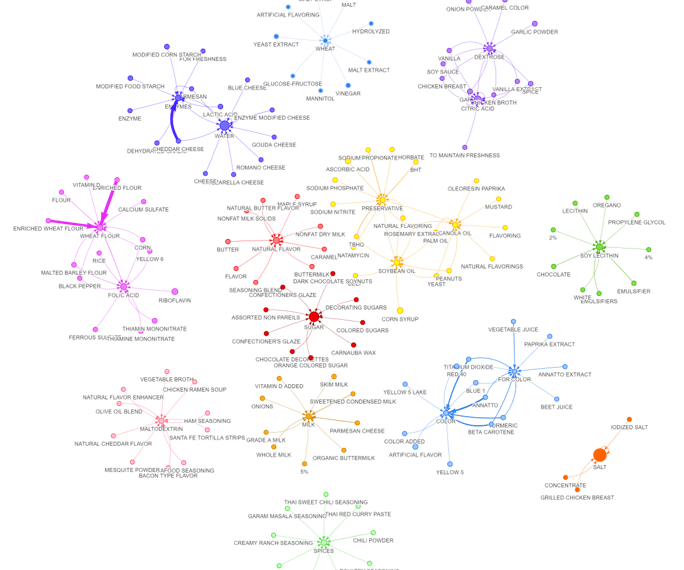 ONION POWDER
CARAMEL COLOR
MALT
ARTIFICIAL FLAVORING
HYDROLYZED
GARLIC POWDER
YEAST EXTRACT
WHEAT
MODIFIED CORN STARCH
FOR FRESHNESS
VANILLA
DEXTROSE
MALT EXTRACT
SOY SAUCE
MODIFIED FOOD STARCH
BLUE CHEESE
GLUCOSE-FRUCTOSE
VINEGAR
CHICKEN BREAST
VANILLA EXTRACT
SPICE
MANNITOL
ENZYMES
CHICKEN BROTH
CITRIC ACID
ENZYME
LACTIC ACID
ENZYME MODIFIED CHEESE
WATER
GOUDA CHEESE
CHEDDAR CHEESE
TO MAINTAIN FRESHNESS
SODIUM PROPIONATE
ROMANO CHEESE
ASCORBIC ACID
BHT
CHEESE
VITAMIN D
ENRICHED FLOUR
SODIUM PHOSPHATE
OLEORESIN PAPRIKA
FLOUR
MAPLE SYRUP
OREGANO
CALCIUM SULFATE
NATURAL BUTTER FLAVOR
SODIUM NITRITE
PRESERVATIVE
MUSTARD
LECITHIN
NONFAT MILK SOLIDS
PROPYLENE GLYCOL
ENRICHED WHEAT FLOUR
NATURAL FLAVORING
CANOLA OIL
WHEAT FLOUR
NONFAT DRY MILK
ROSEMARY EXTRACT
FLAVORING
2%
BUTTER
NATURAL FLAVOR
TBHQ
PALM OIL
CORN
CARAMEL
NATAMYCIN
SOY LECITHIN
4%
YELLOW 6
RICE
NATURAL FLAVORINGS
MALTED BARLEY FLOUR
FLAVOR
BUTTERMILK
SOYBEAN OIL
CHOCOLATE
BLACK PEPPER
DARK CHOCOLATE
SOYNUTS
PEANUTS
YEAST
SEASONING BLEND
CONFECTIONERS GLAZE
EMULSIFIER
FOLIC ACID
RIBOFLAVIN
WHITE
EMULSIFIERS
DECORATING SUGARS
ASSORTED NON PAREILS
CORN SYRUP
SUGAR
COLORED SUGARS
THIAMIN MONONITRATE
VEGETABLE JUICE
THIAMINE MONONITRATE
CONFECTIONER'S GLAZE
PAPRIKA EXTRACT
CARNAUBA WAX
CHOCOLATE DECORETTES
ORANGE COLORED SUGAR
TITANIUM DIOXIDE
RED 40
ANNATTO EXTRACT
VEGETABLE BROTH
FOR COLOR
CHICKEN RAMEN SOUP
VITAMIN D ADDED
SKIM MILK
YELLOW 5 LAKE
BLUE 1
NATURAL FLAVOR ENHANCER
SWEETENED CONDENSED MILK
ONIONS
ANNATTO
BEET JUICE
OLIVE OIL BLEND
HAM SEASONING
MILK
COLOR
MALTODEXTRIN
PARMESAN CHEESE
BETA CAROTENE
IODIZED SALT
SANTA FE TORTILLA STRIPS
GRADE A MILK
COLOR ADDED
NATURAL CHEDDAR FLAVOR
WHOLE MILK
ORGANIC BUTTERMILK
ARTIFICIAL FLAVOR
MESQUITE POWDER
SEAFOOD SEASONING
5%
YELLOW 5
SALT
BACON TYPE FLAVOR
CONCENTRATE
GRILLED CHICKEN BREAST
THAI SWEET CHILI SEASONING
GARAM MASALA SEASONING
THAI RED CURRY PASTE
CREAMY RANCH SEASONING
CHILI POWDER
SPICES